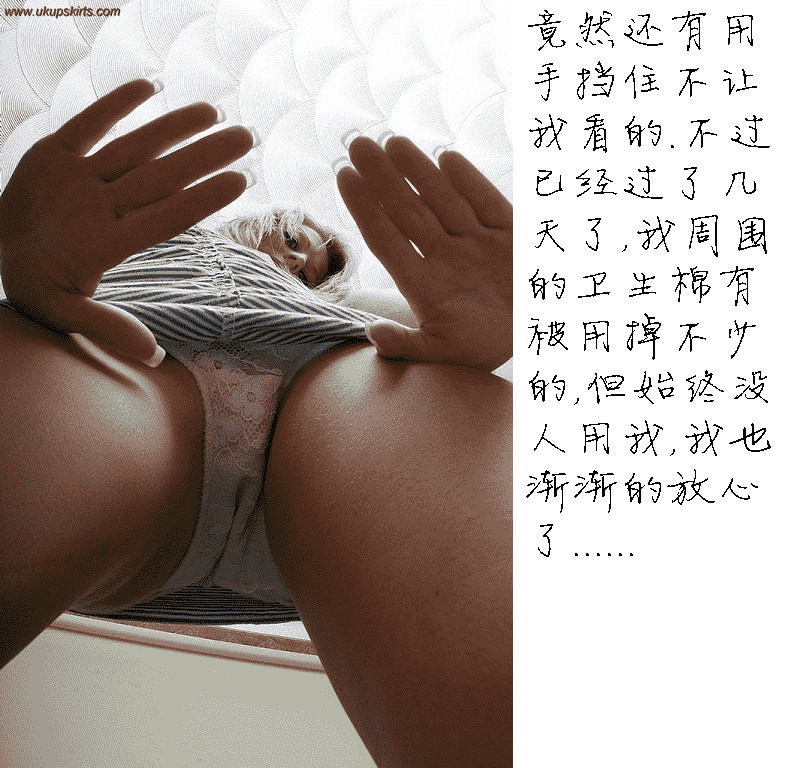 www.ukupskirts.com
竟然还有用
手挡住不让
我看的.不过
已经过了几
天了,我周围
的卫生棉有
被用掉不少
的,但始终没
人用我,我也
渐渐的放心
了......